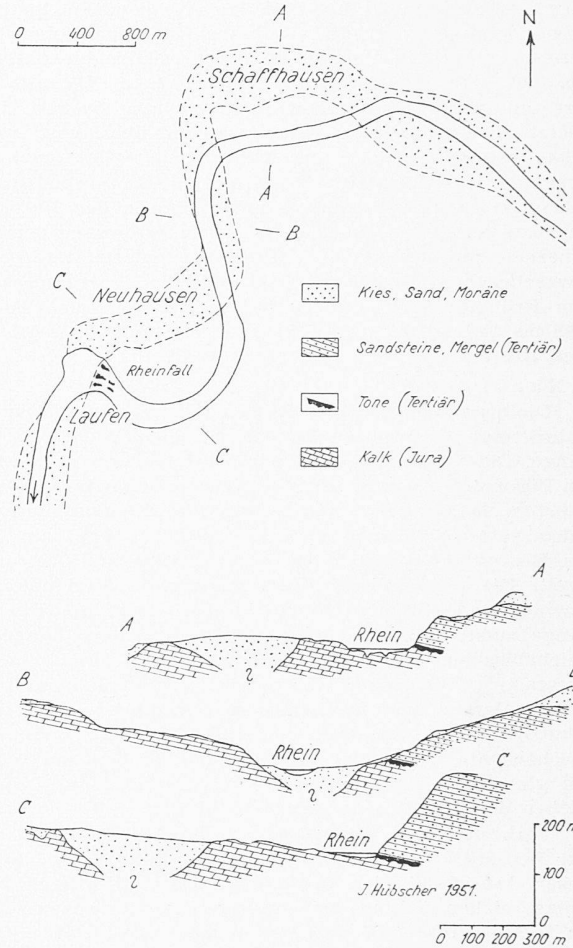 0 400 800 m
A
N
Schaffhausen
A
B
B
C
Neuhausen
Kies, Sand, Moräne
Rheinfall
Sandsteine, Mergel (Tertiär)
Laufen
Tone (Tertiär)
C
Kalk (Jura)
A
A
Rhein
?
B
Rhein
?
C
C
Rhein
?
200 m
100
0
J. Hübscher 1951.
0 100 200 300 m